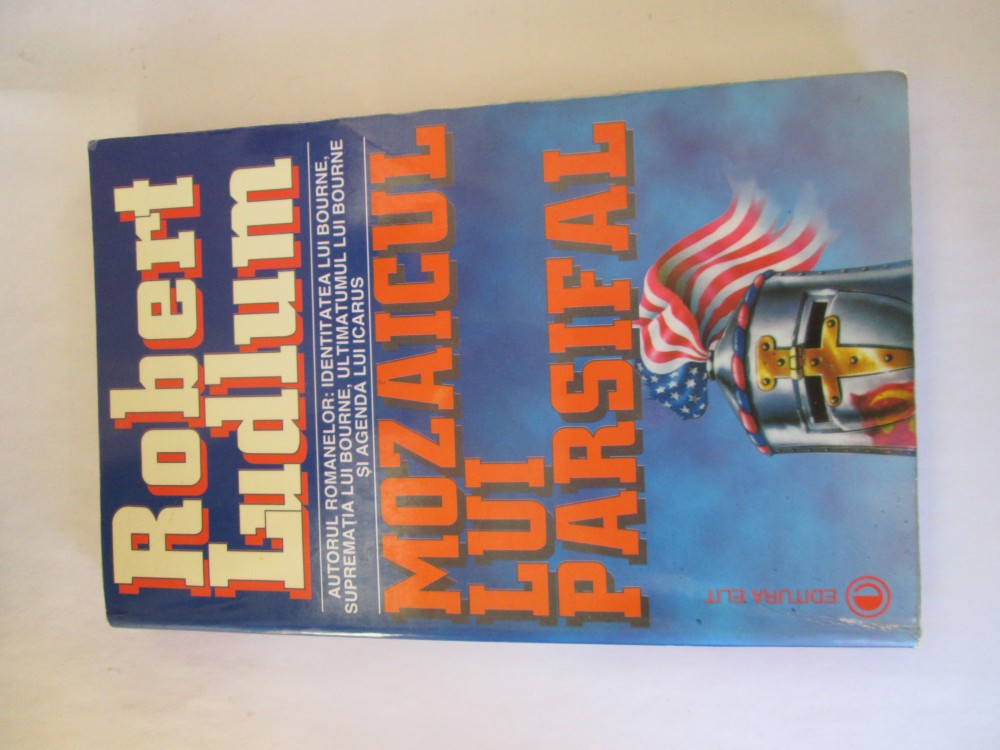 Robert
Ludlum
AUTORUL ROMANELOR: IDENTITATEA LUI BOURNE,
SUPREMAȚIA LUI BOURNE, ULTIMATUMUL LUI BOURNE
ȘI AGENDA LUI ICARUS
MOZAICUL
LUI
PARSIFAL
EDITURA ELIT